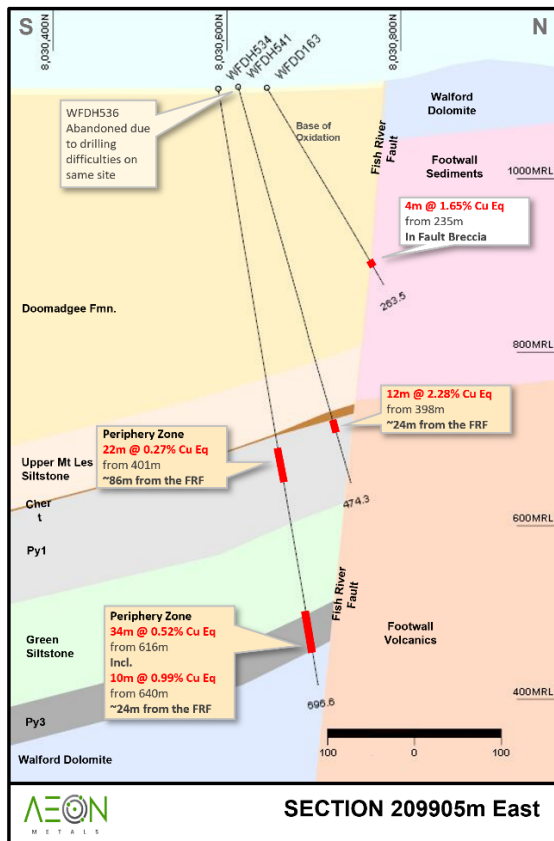 S
N
8,030,400N
8,030,600N
8,030,800N
WFDH534
WFDH541
WFDD163
WFDH536
Abandoned due
to drilling
difficulties on
same site
Base of
Oxidation
Fish River
Fault
Walford
Dolomite
Footwall
Sediments
1000MRL
4m @ 1.65% Cu Eq
from 235m
In Fault Breccia
263.5
Doomadgee Fmn.
800MRL
12m @ 2.28% Cu Eq
from 398m
~24m from the FRF
Periphery Zone
22m @ 0.27% Cu Eq
from 401m
~86m from the FRF
Upper Mt Les
Siltstone
Cher
t
474.3
600MRL
Py1
Fish River
Fault
Periphery Zone
34m @ 0.52% Cu Eq
from 616m
Incl.
10m @ 0.99% Cu Eq
from 640m
~24m from the FRF
Green
Siltstone
Footwall
Volcanics
696.6
400MRL
Py3
Walford Dolomite
100
0
100
AEON
METALS
SECTION 209905m East